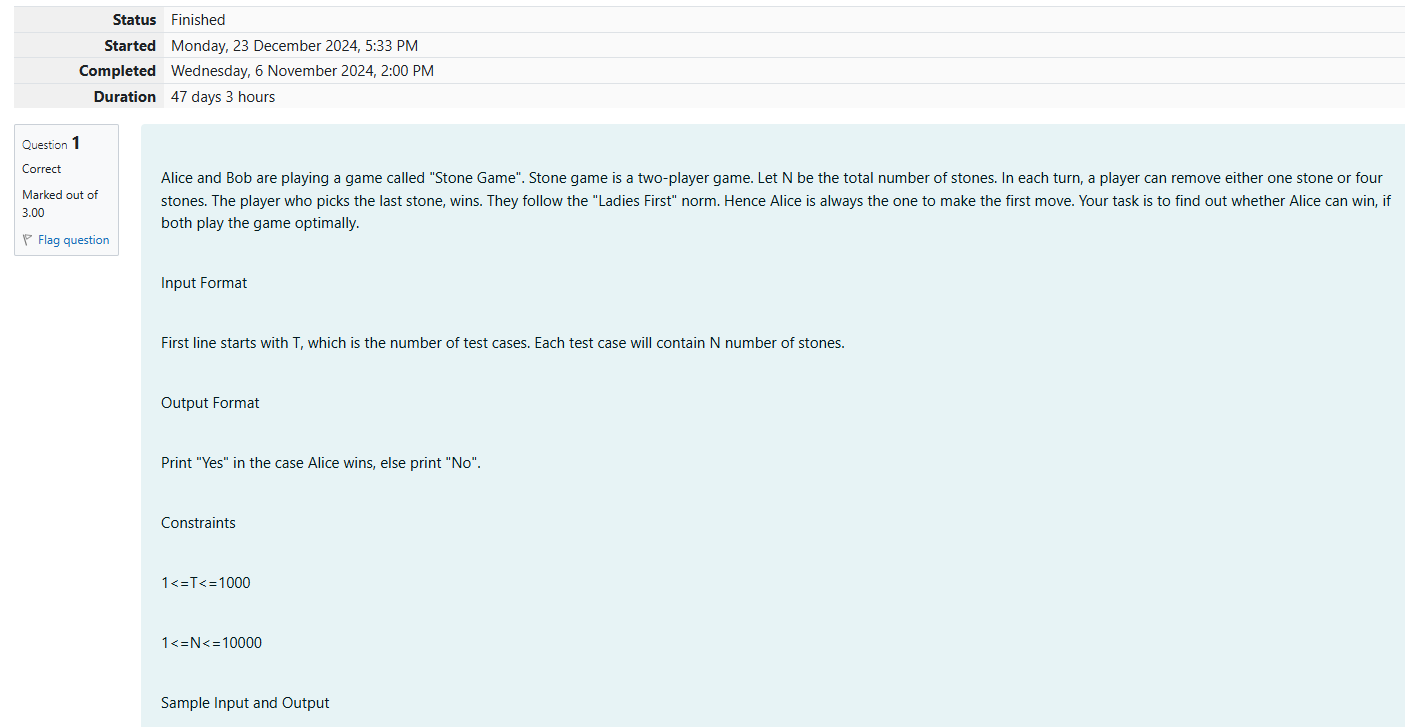 Status Finished
Started Monday, 23 December 2024, 5:33 PM
Completed Wednesday, 6 November 2024, 2:00 PM
Duration 47 days 3 hours
Question 1
Correct
Marked out of
3.00
Flag question
Alice and Bob are playing a game called "Stone Game". Stone game is a two-player game. Let N be the total number of stones. In each turn, a player can remove either one stone or four
stones. The player who picks the last stone, wins. They follow the "Ladies First" norm. Hence Alice is always the one to make the first move. Your task is to find out whether Alice can win, if
both play the game optimally.
Input Format
First line starts with T, which is the number of test cases. Each test case will contain N number of stones.
Output Format
Print "Yes" in the case Alice wins, else print "No".
Constraints
1<=T<=1000
1<=N<=10000
Sample Input and Output